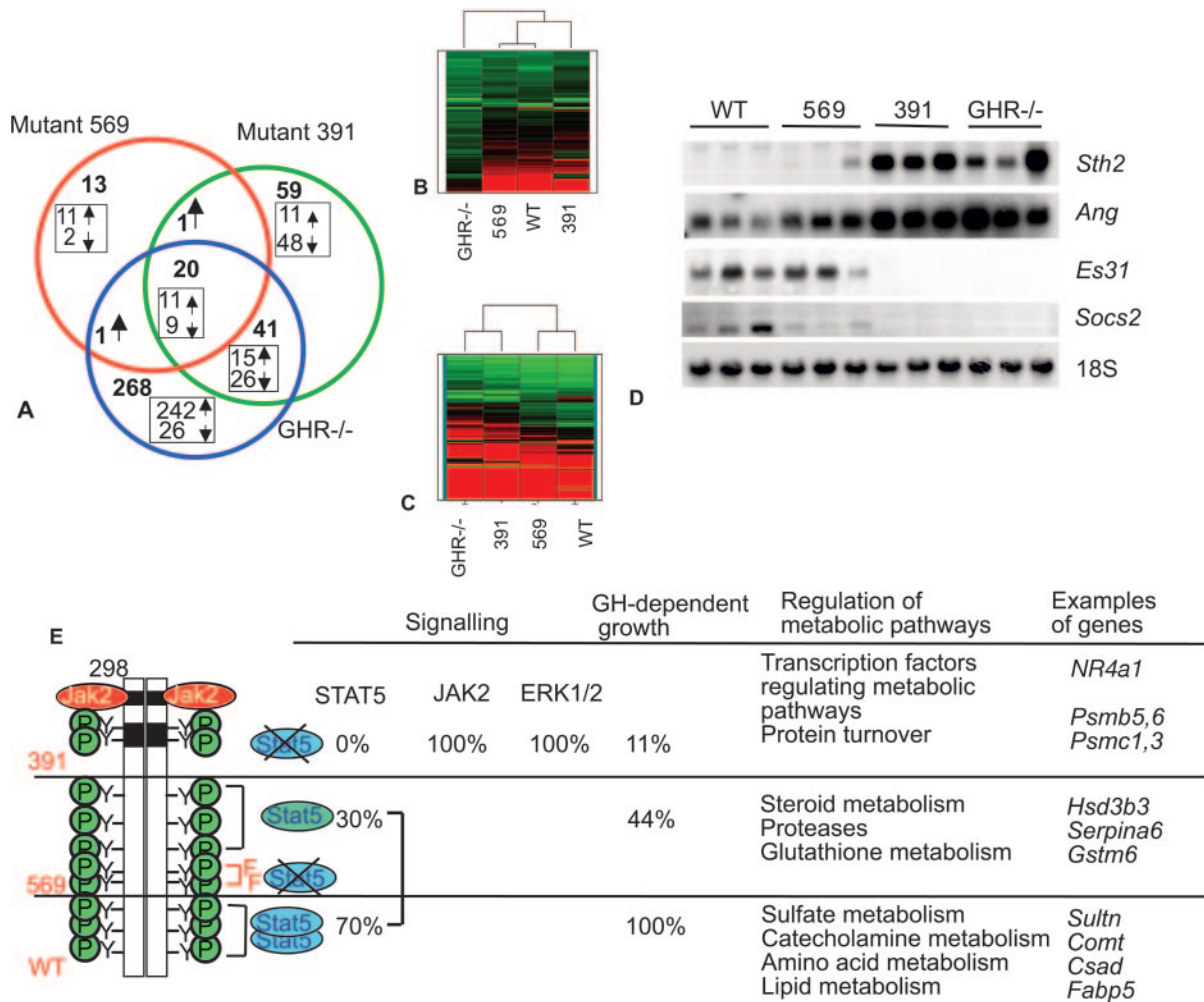 Mutant 569
Mutant 391
13
11
2
1
59
11
48
20
11
9
1
41
15
26
268
242
26
GHR-/-
A
B
GHR-/-
569
WT
391
C
GHR-/-
391
569
WT
WT 569 391 GHR-/-
Sth2
Ang
Es31
Socs2
18S
D
E
Signalling
GH-dependent
growth
Regulation of
metabolic pathways
Examples
of genes
298
Jak2 Jak2
STAT5 JAK2 ERK1/2
Transcription factors
regulating metabolic
pathways
Protein turnover
NR4a1
Psmb5,6
Psmc1,3
P Y Y P
P Y Y P
391
Stat5 0% 100% 100% 11%
P Y Y P
P Y Y P
P Y Y P
Stat5 30% 44%
Steroid metabolism
Proteases
Glutathione metabolism
Hsd3b3
Serpina6
Gstm6
P Y Y P F
P Y Y P F
569
Stat5
P Y Y P
P Y Y P
P Y Y P
WT
Stat5
Stat5
70% 100%
Sulfate metabolism
Catecholamine metabolism
Amino acid metabolism
Lipid metabolism
Sultn
Comt
Csad
Fabp5